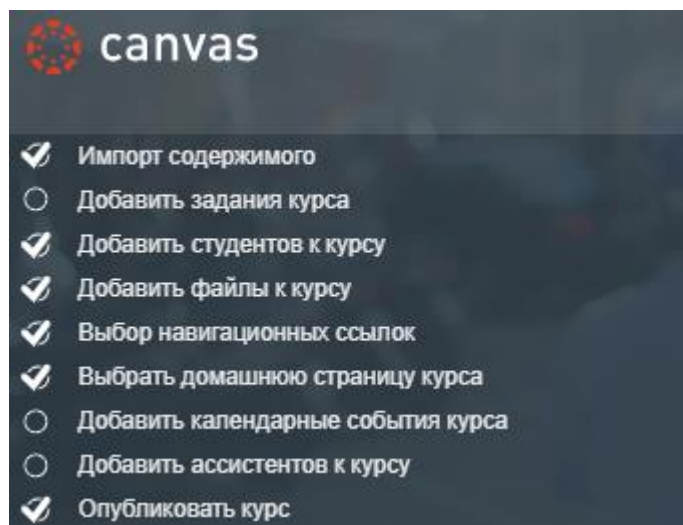 canvas
Импорт содержимого
Добавить задания курса
Добавить студентов к курсу
Добавить файлы к курсу
Выбор навигационных ссылок
Выбрать домашнюю страницу курса
Добавить календарные события курса
Добавить ассистентов к курсу
Опубликовать курс